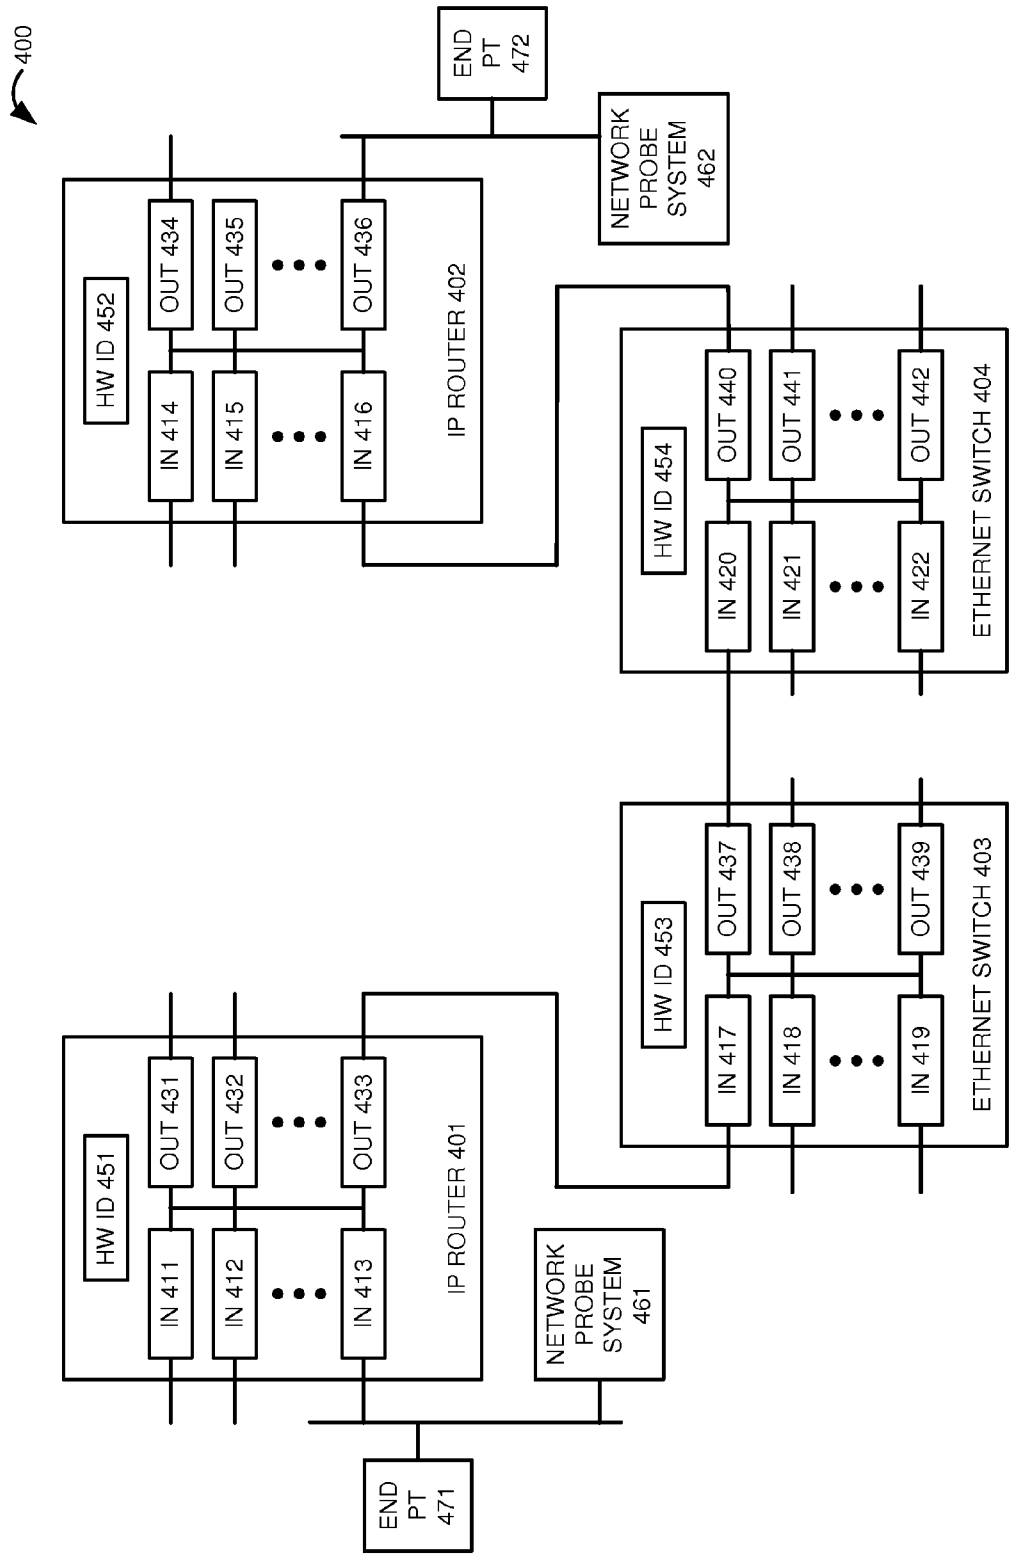 400
END
PT
471
NETWORK
PROBE
SYSTEM
461
HW ID 451
IN 411
OUT 431
IN 412
OUT 432
IN 413
OUT 433
IP ROUTER 401
HW ID 453
IN 417
OUT 437
IN 418
OUT 438
IN 419
OUT 439
ETHERNET SWITCH 403
HW ID 454
IN 420
OUT 440
IN 421
OUT 441
IN 422
OUT 442
ETHERNET SWITCH 404
HW ID 452
IN 414
OUT 434
IN 415
OUT 435
IN 416
OUT 436
IP ROUTER 402
END
PT
472
NETWORK
PROBE
SYSTEM
462